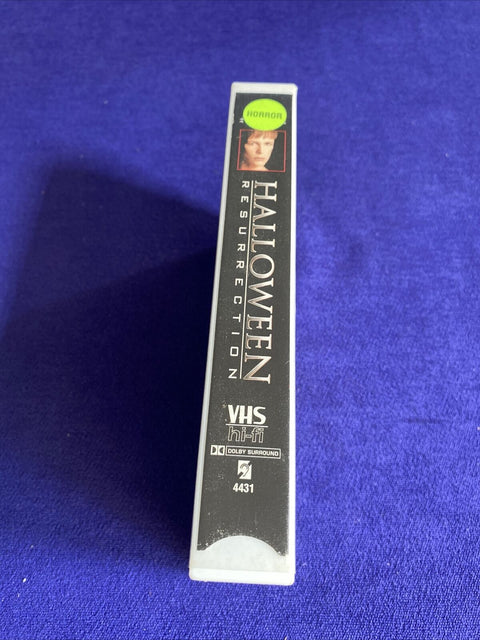 HORROR
HALLOWEEN
RESURRECTION
VHS
hi-fi
DOLBY SURROUND
4431